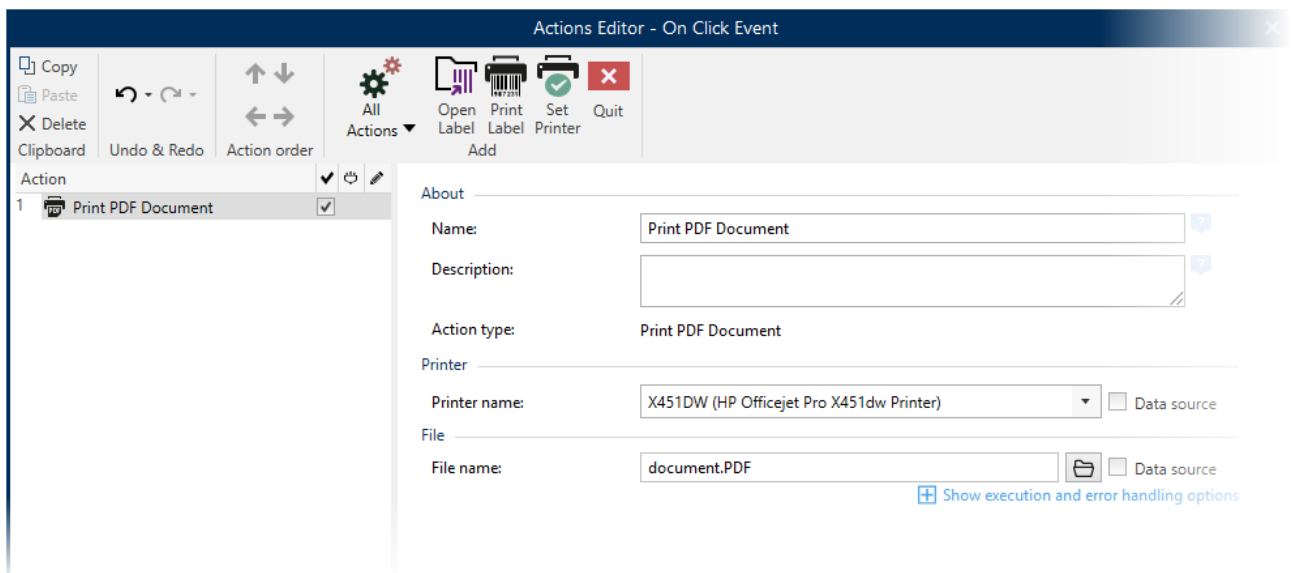 Actions Editor - On Click Event
Copy
Paste
Delete
Clipboard
Undo & Redo
Action order
All
Actions
Open
Label
Print
Label
Set
Printer
Quit
Add
Action
1 Print PDF Document
About
Name: Print PDF Document
Description:
Action type: Print PDF Document
Printer
Printer name: X451DW (HP Officejet Pro X451dw Printer) Data source
File
File name: document.PDF Data source
Show execution and error handling options